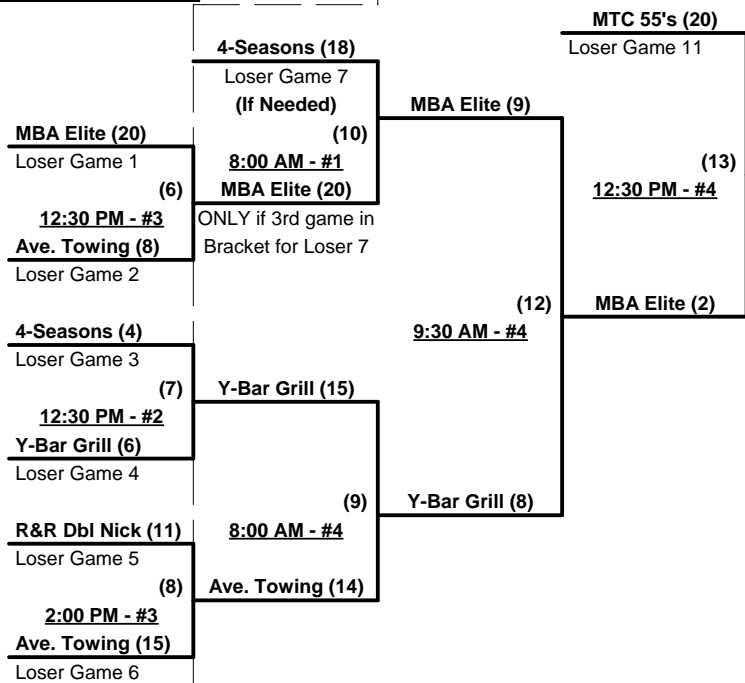 MTC 55's (20)
4-Seasons (18)
Loser Game 11
Loser Game 7
(If Needed)
MBA Elite (9)
MBA Elite (20)
(10)
Loser Game 1
8:00 AM - #1
(13)
(6)
MBA Elite (20)
12:30 PM - #4
12:30 PM - #3
ONLY if 3rd game in
Ave. Towing (8)
Bracket for Loser 7
Loser Game 2
(12)
MBA Elite (2)
4-Seasons (4)
9:30 AM - #4
Loser Game 3
(7)
Y-Bar Grill (15)
12:30 PM - #2
Y-Bar Grill (6)
Loser Game 4
(9)
Y-Bar Grill (8)
R&R Dbl Nick (11)
8:00 AM - #4
Loser Game 5
(8)
Ave. Towing (14)
2:00 PM - #3
Ave. Towing (15)
Loser Game 6